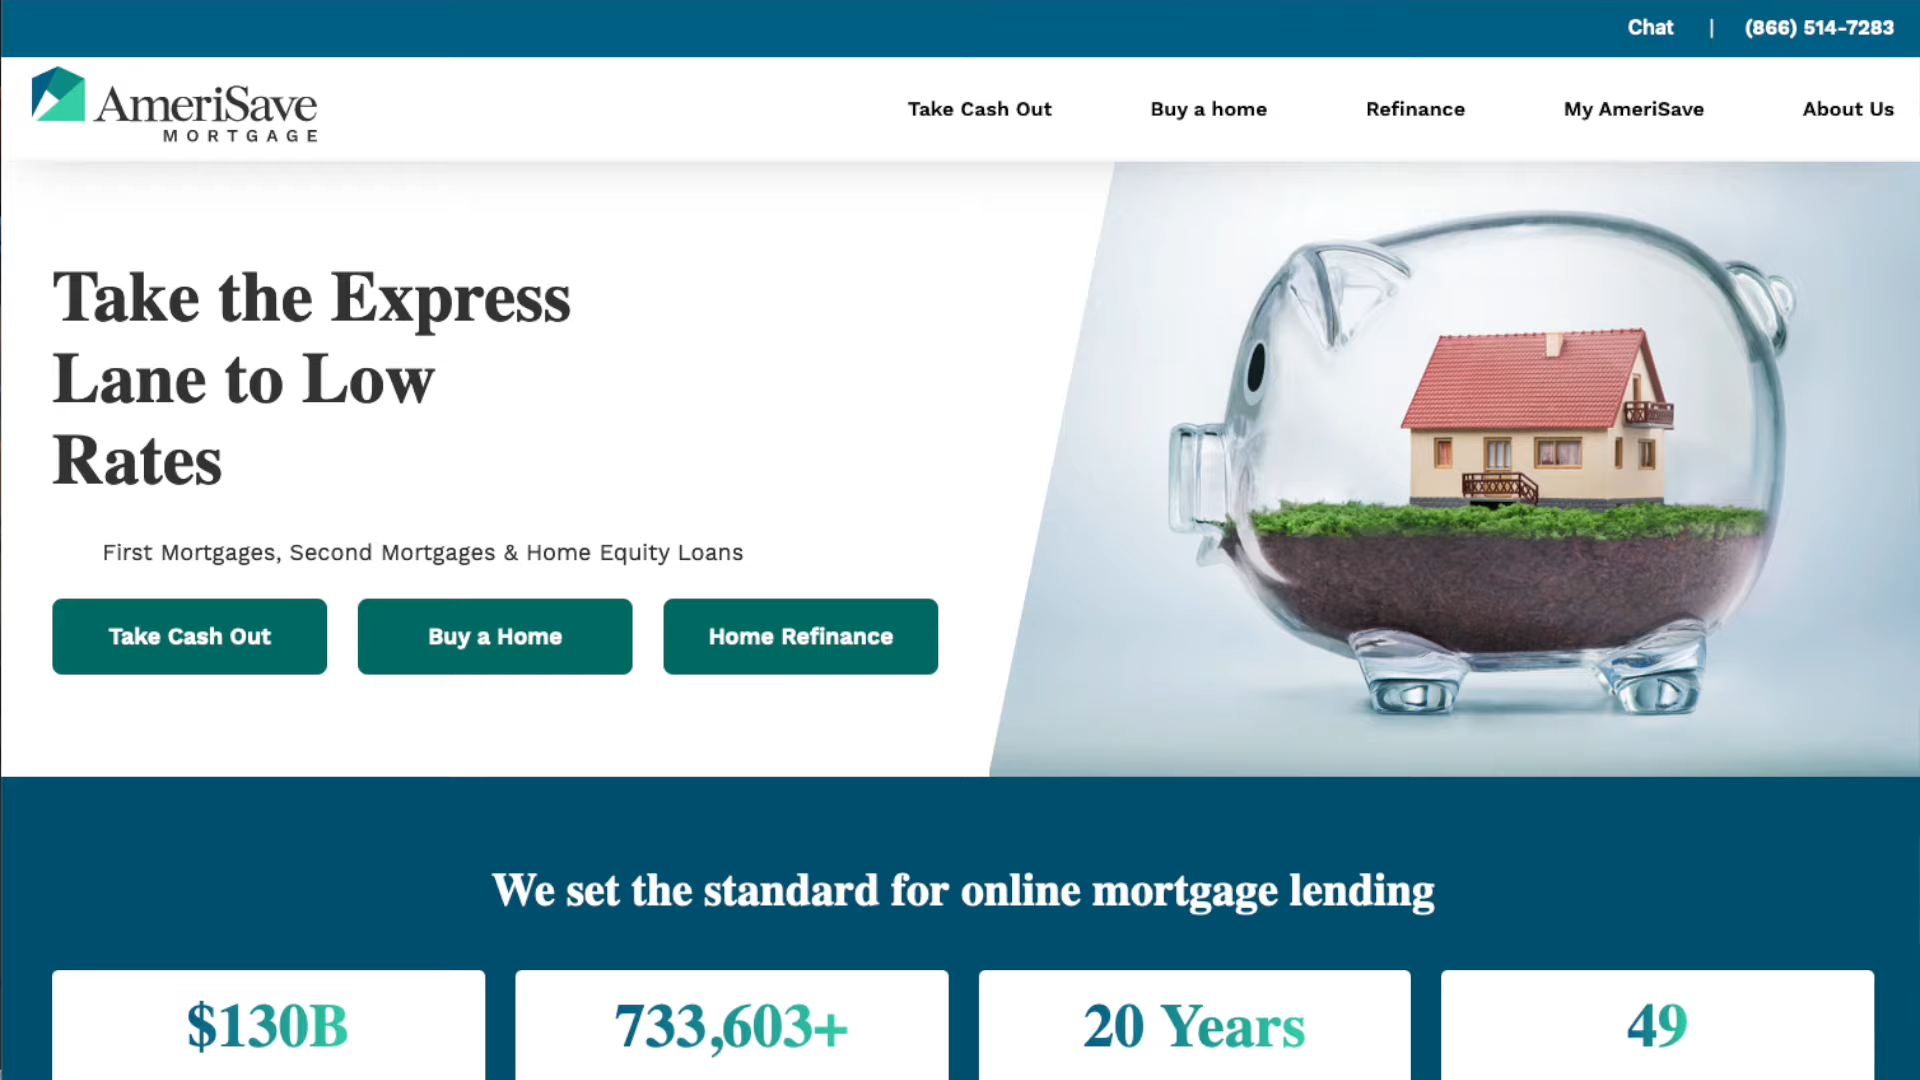 Chat | (866) 514-7283
AmeriSave
MORTGAGE
Take Cash Out
Buy a home
Refinance
My AmeriSave
About Us
Take the Express
Lane to Low
Rates
First Mortgages, Second Mortgages & Home Equity Loans
Take Cash Out
Buy a Home
Home Refinance
We set the standard for online mortgage lending
$130B
733,603+
20 Years
49